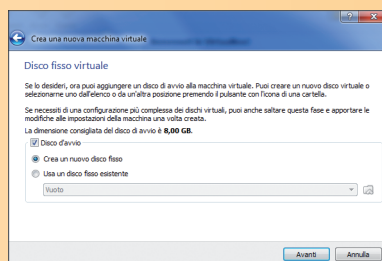 Crea una nuova macchina virtuale
Disco fisso virtuale
Se lo desideri, ora puoi aggiungere un disco di avvio alla macchina virtuale. Puoi creare un nuovo disco virtuale o
selezionarne uno dall'elenco o da un'altra posizione premendo il pulsante con l'icona di una cartella.
Se necessiti di una configurazione più complessa dei dischi virtuali, puoi anche saltare questa fase e apportare le
modifiche alle impostazioni della macchina una volta creata.
La dimensione consigliata del disco di avvio è 8,00 GB.
Disco d'avvio
Crea un nuovo disco fisso
Usa un disco fisso esistente
Vuoto
Avanti
Annulla